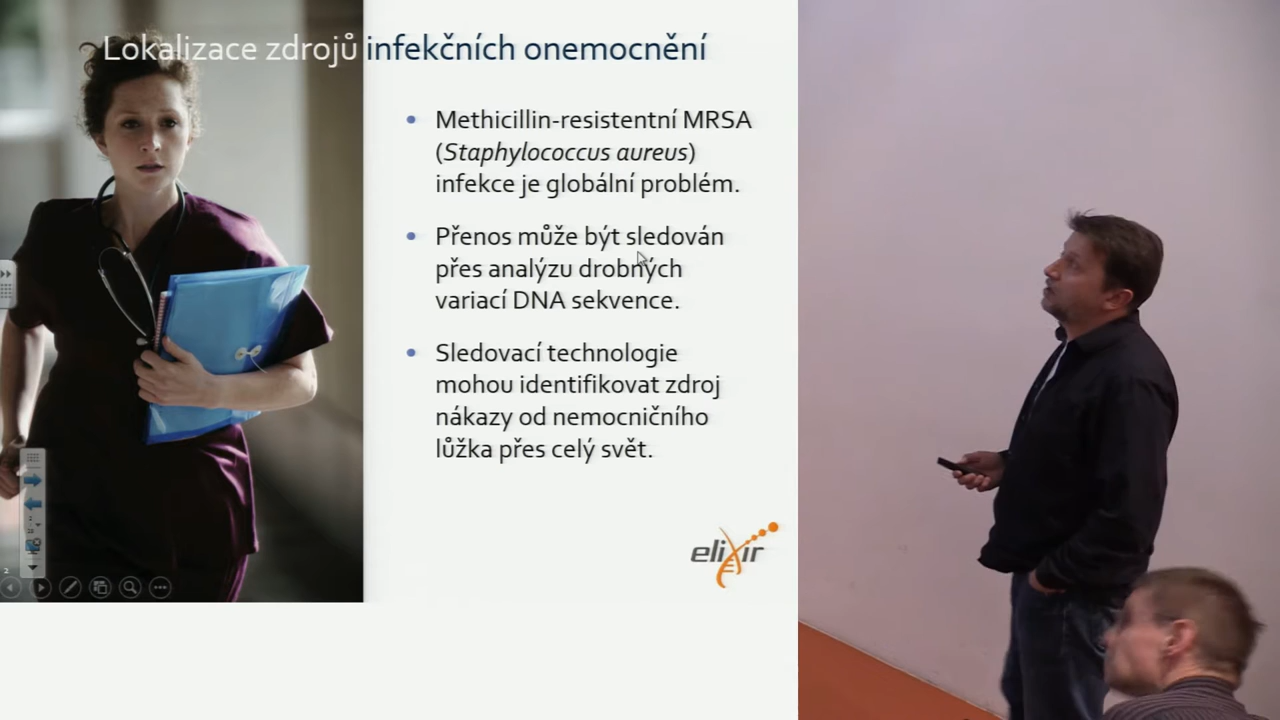 Lokalizace zdrojů infekčních onemocnění
• Methicillin-resistentní MRSA
(Staphylococcus aureus)
infekce je globální problém.
• Přenos může být sledován
přes analýzu drobných
variací DNA sekvence.
• Sledovací technologie
mohou identifikovat zdroj
nákazy od nemocničního
lůžka přes celý svět.
elixir
2